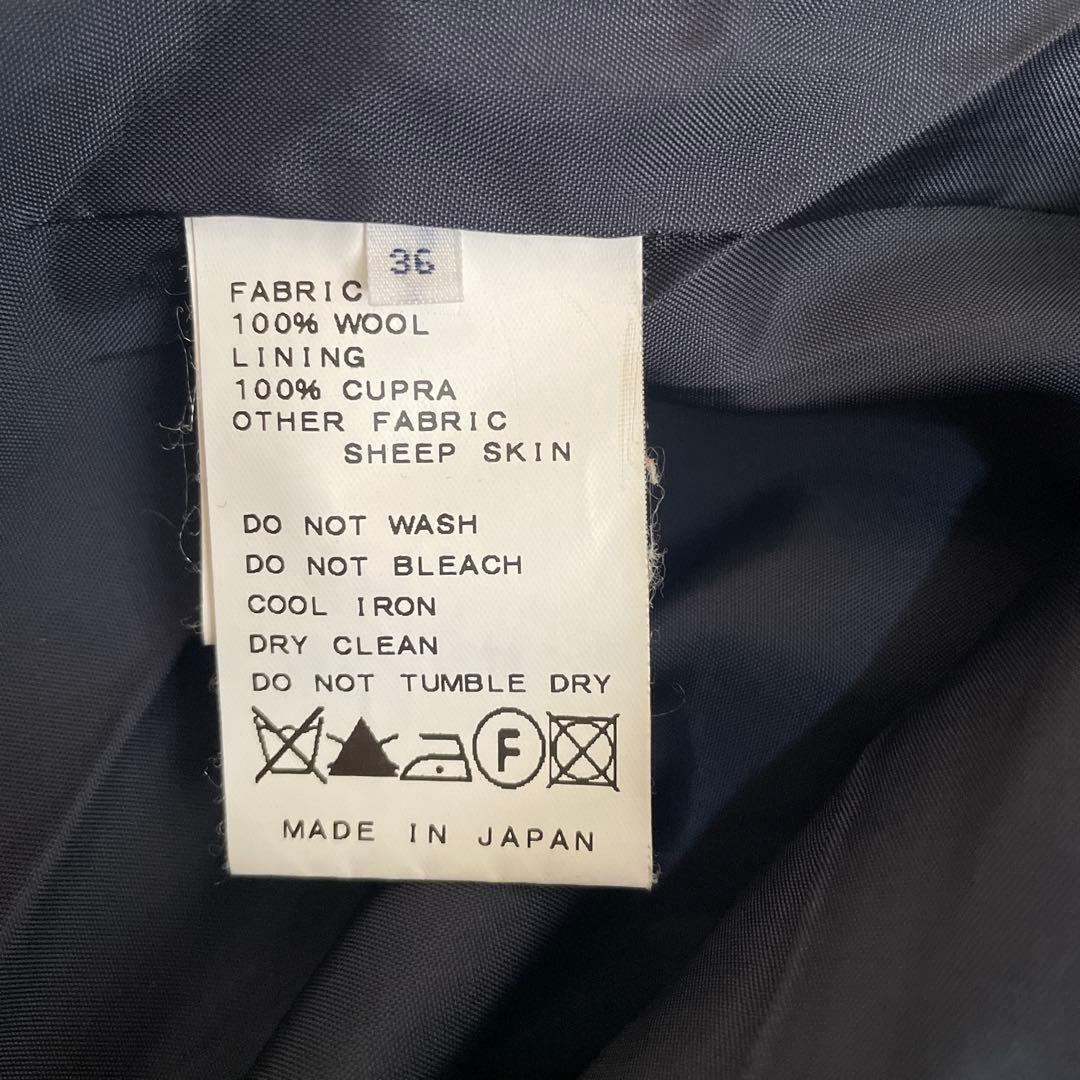 36
FABRIC
100% WOOL
LINING
100% CUPRA
OTHER FABRIC
SHEEP SKIN
DO NOT WASH
DO NOT BLEACH
COOL IRON
DRY CLEAN
DO NOT TUMBLE DRY
F
MADE IN JAPAN